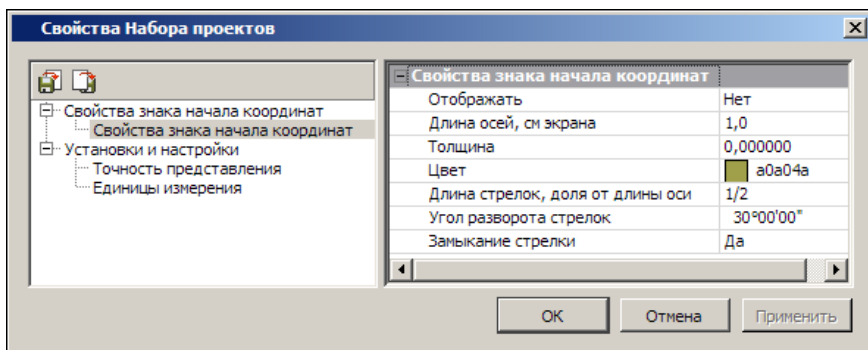 Свойства Набора проектов
Свойства знака начала координат
Свойства знака начала координат
Установки и настройки
Точность представления
Единицы измерения
Свойства знака начала координат
Отображать Нет
Длина осей, см экрана 1,0
Толщина 0,000000
Цвет a0a04a
Длина стрелок, доля от длины оси 1/2
Угол разворота стрелок 30°00'00"
Замыкание стрелки Да
ОК Отмена Применить